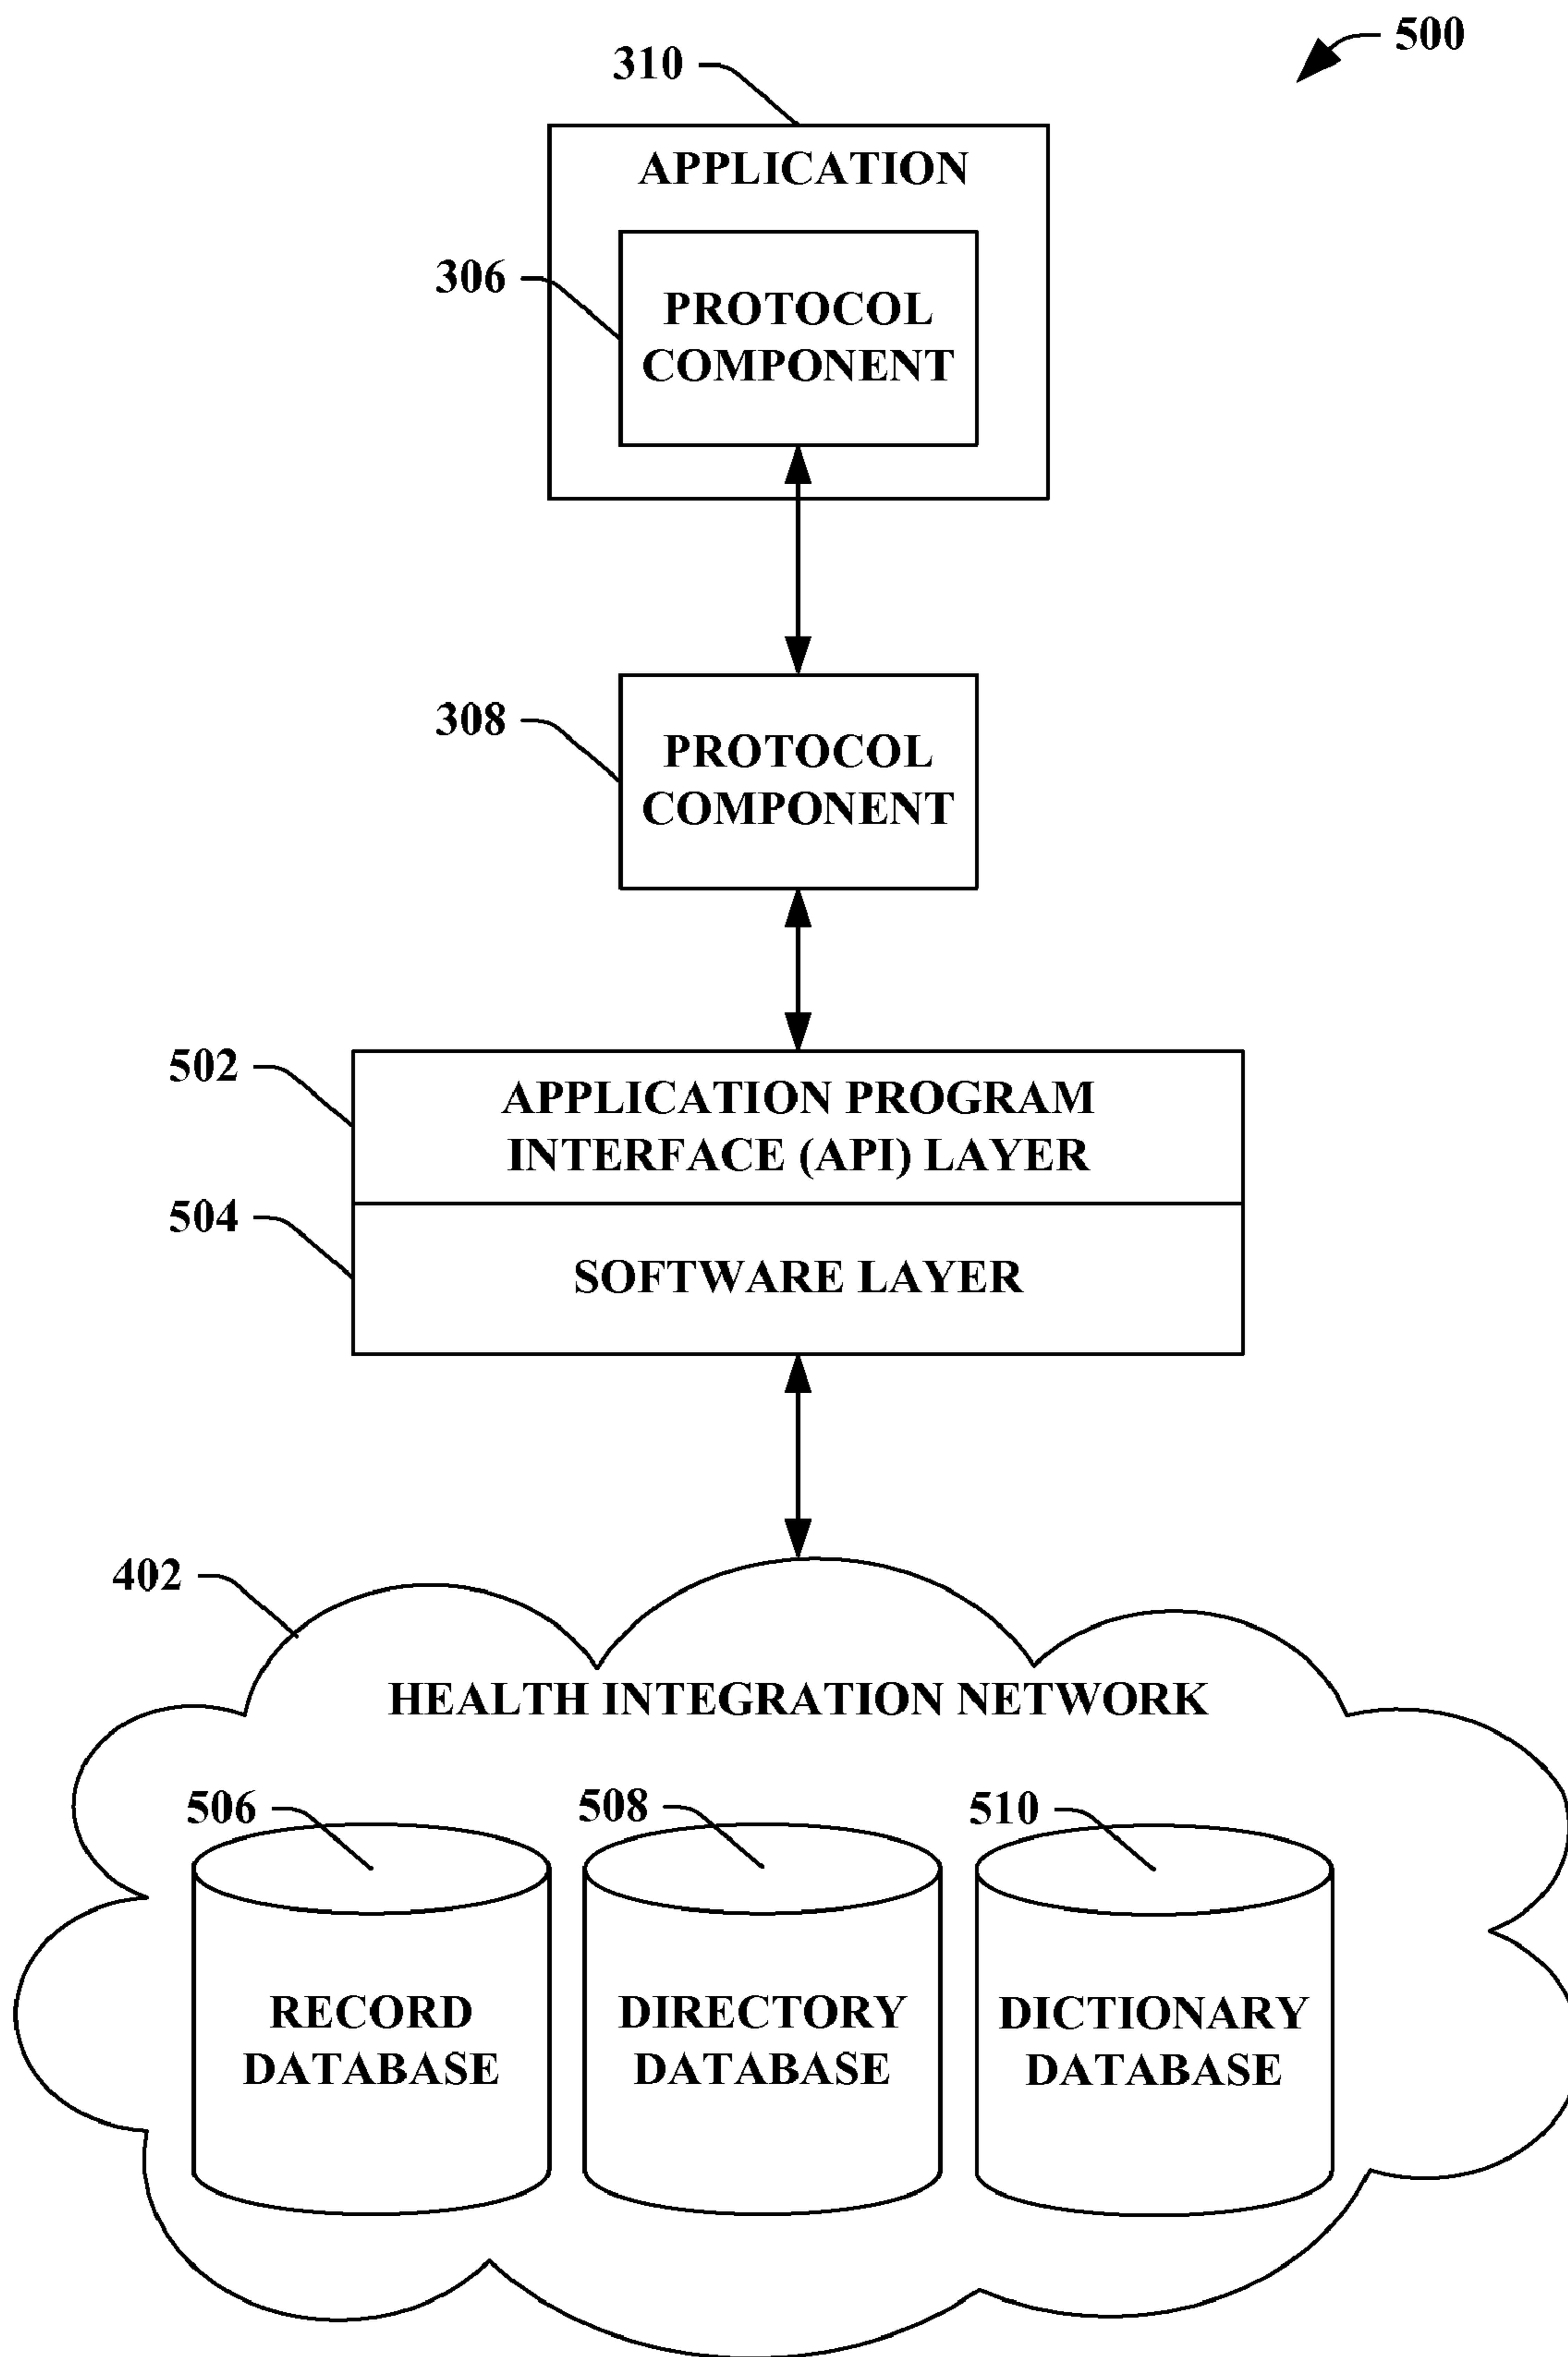 500
310
APPLICATION
306
PROTOCOL
COMPONENT
308
PROTOCOL
COMPONENT
502
APPLICATION PROGRAM
INTERFACE (API) LAYER
504
SOFTWARE LAYER
402
HEALTH INTEGRATION NETWORK
506
508
510
RECORD
DATABASE
DIRECTORY
DATABASE
DICTIONARY
DATABASE